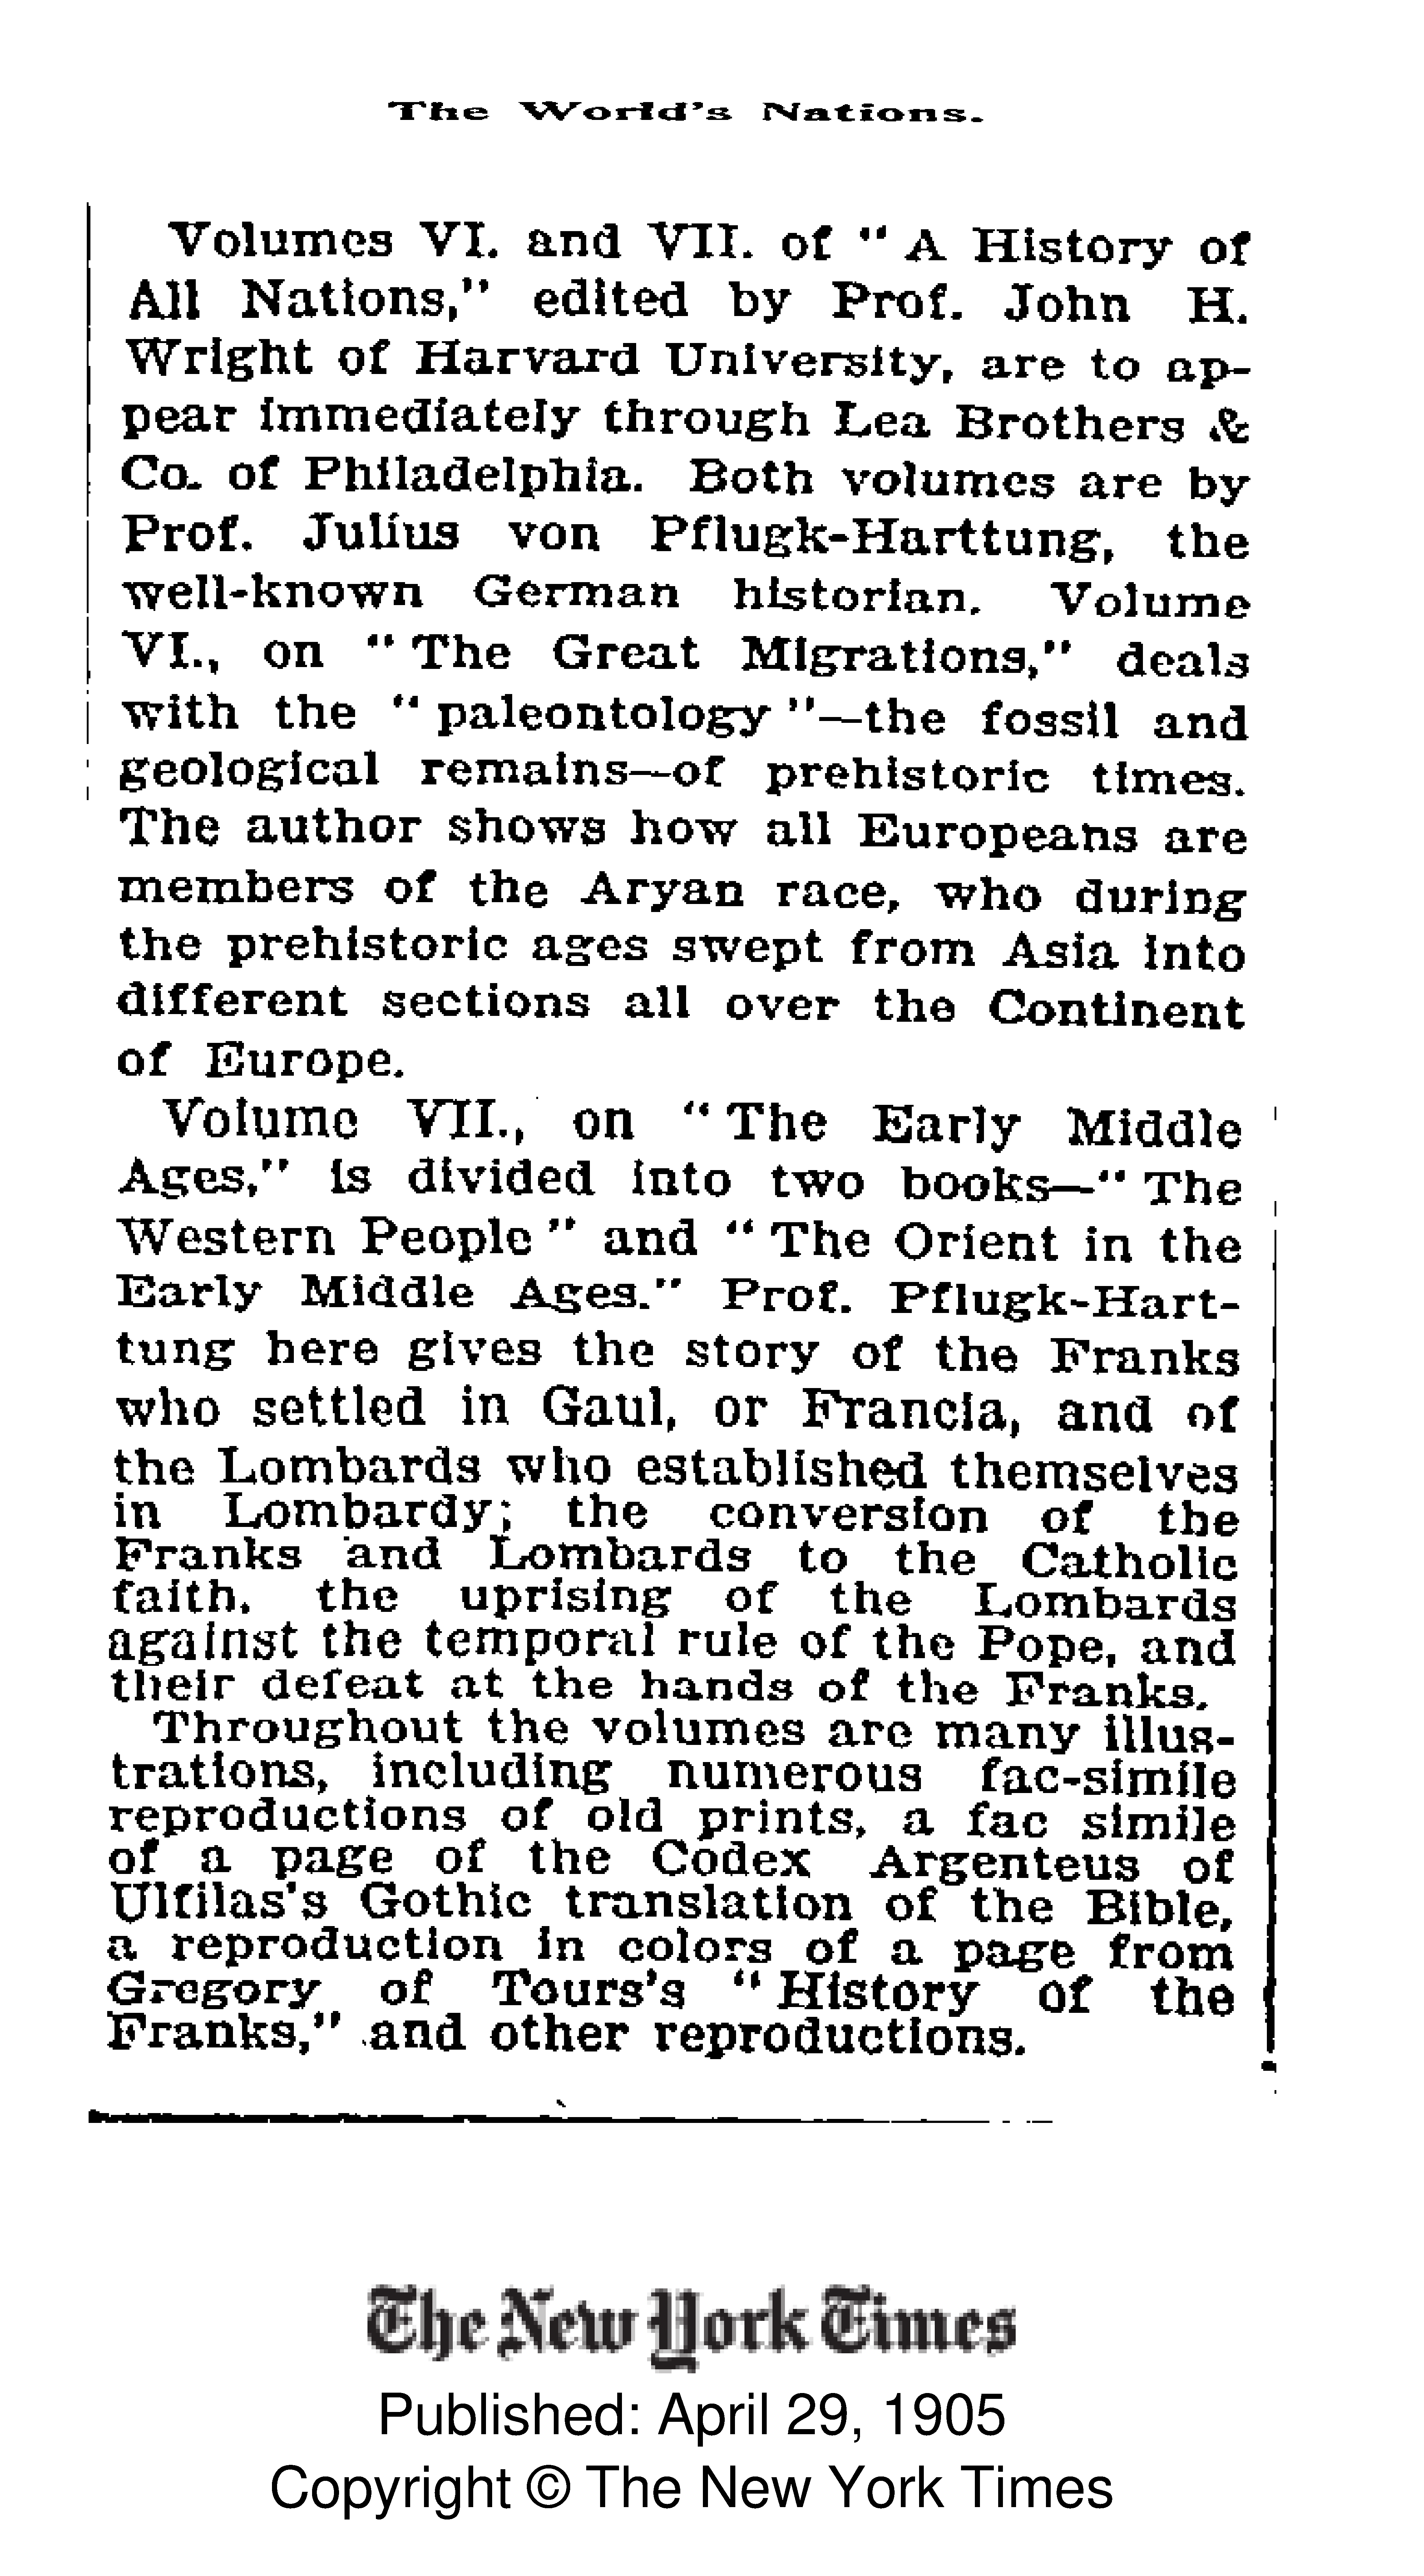 The World's Nations.
Volumes VI. and VII. of "A History of
All Nations," edited by Prof. John H.
Wright of Harvard University, are to ap-
pear immediately through Lea Brothers &
Co. of Philadelphia. Both volumes are by
Prof. Julius von Pflugk-Harttung, the
well-known German historian. Volume
VI., on "The Great Migrations," deals
with the "paleontology"—the fossil and
geological remains—of prehistoric times.
The author shows how all Europeans are
members of the Aryan race, who during
the prehistoric ages swept from Asia into
different sections all over the Continent
of Europe.
Volume VII., on "The Early Middle
Ages," is divided into two books—"The
Western People" and "The Orient in the
Early Middle Ages." Prof. Pflugk-Hart-
tung here gives the story of the Franks
who settled in Gaul, or Francia, and of
the Lombards who established themselves
in Lombardy; the conversion of the
Franks and Lombards to the Catholic
faith, the uprising of the Lombards
against the temporal rule of the Pope, and
their defeat at the hands of the Franks.
Throughout the volumes are many illus-
trations, including numerous fac-simile
reproductions of old prints, a fac simile
of a page of the Codex Argenteus of
Ulfilas's Gothic translation of the Bible,
a reproduction in colors of a page from
Gregory of Tours's "History of the
Franks," and other reproductions.
The New York Times
Published: April 29, 1905
Copyright © The New York Times